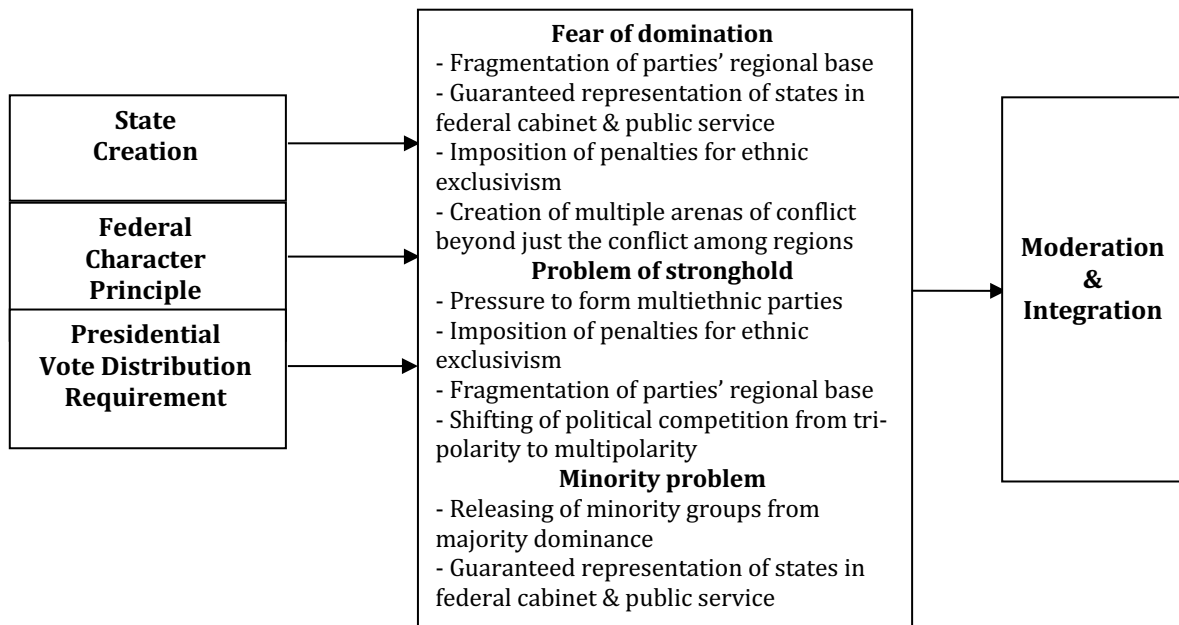 State
Creation
Federal
Character
Principle
Presidential
Vote Distribution
Requirement
Fear of domination
- Fragmentation of parties’ regional base
- Guaranteed representation of states in
federal cabinet & public service
- Imposition of penalties for ethnic
exclusivism
- Creation of multiple arenas of conflict
beyond just the conflict among regions
Problem of stronghold
- Pressure to form multiethnic parties
- Imposition of penalties for ethnic
exclusivism
- Fragmentation of parties’ regional base
- Shifting of political competition from tri-
polarity to multipolarity
Minority problem
- Releasing of minority groups from
majority dominance
- Guaranteed representation of states in
federal cabinet & public service
Moderation
&
Integration